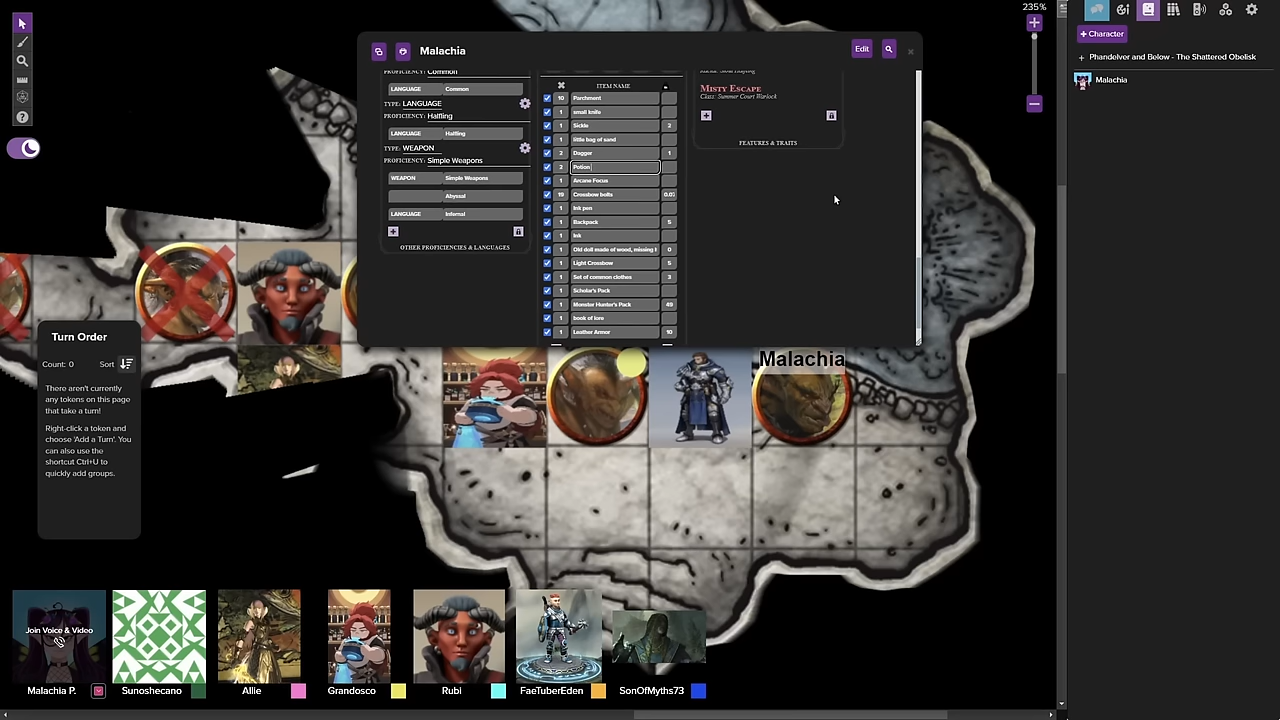 235%
Malachia
Edit
+ Character
Phandelver and Below - The Shattered Obelisk
Malachia
PROFICIENCY: Common
LANGUAGE Common
TYPE: LANGUAGE
PROFICIENCY: Halfling
LANGUAGE Halfling
TYPE: WEAPON
PROFICIENCY: Simple Weapons
WEAPON Simple Weapons
Abyssal
LANGUAGE Infernal
OTHER PROFICIENCIES & LANGUAGES
ITEM NAME
10 Parchment
1 small knife
1 Sickle 2
1 little bag of sand
2 Dagger 1
2 Potion
1 Arcane Focus
19 Crossbow bolts
1 Ink pen
1 Backpack 5
1 Ink
1 Old doll made of wood, missing 0
1 Light Crossbow 5
1 Set of common clothes 3
1 Scholar's Pack
1 Monster Hunter's Pack 49
1 book of lore
1 Leather Armor 10
MISTY ESCAPE
Class: Summer Court Warlock
FEATURES & TRAITS
Turn Order
Count: 0 Sort
There aren't currently
any tokens on this page
that take a turn!
Right-click a token and
choose 'Add a Turn'. You
can also use the
shortcut Ctrl+U to
quickly add groups.
Malachia
Join Voice & Video
Malachia P.
Sunoshecano
Allie
Grandosco
Rubi
FaeTuberEden
SonOfMyths73